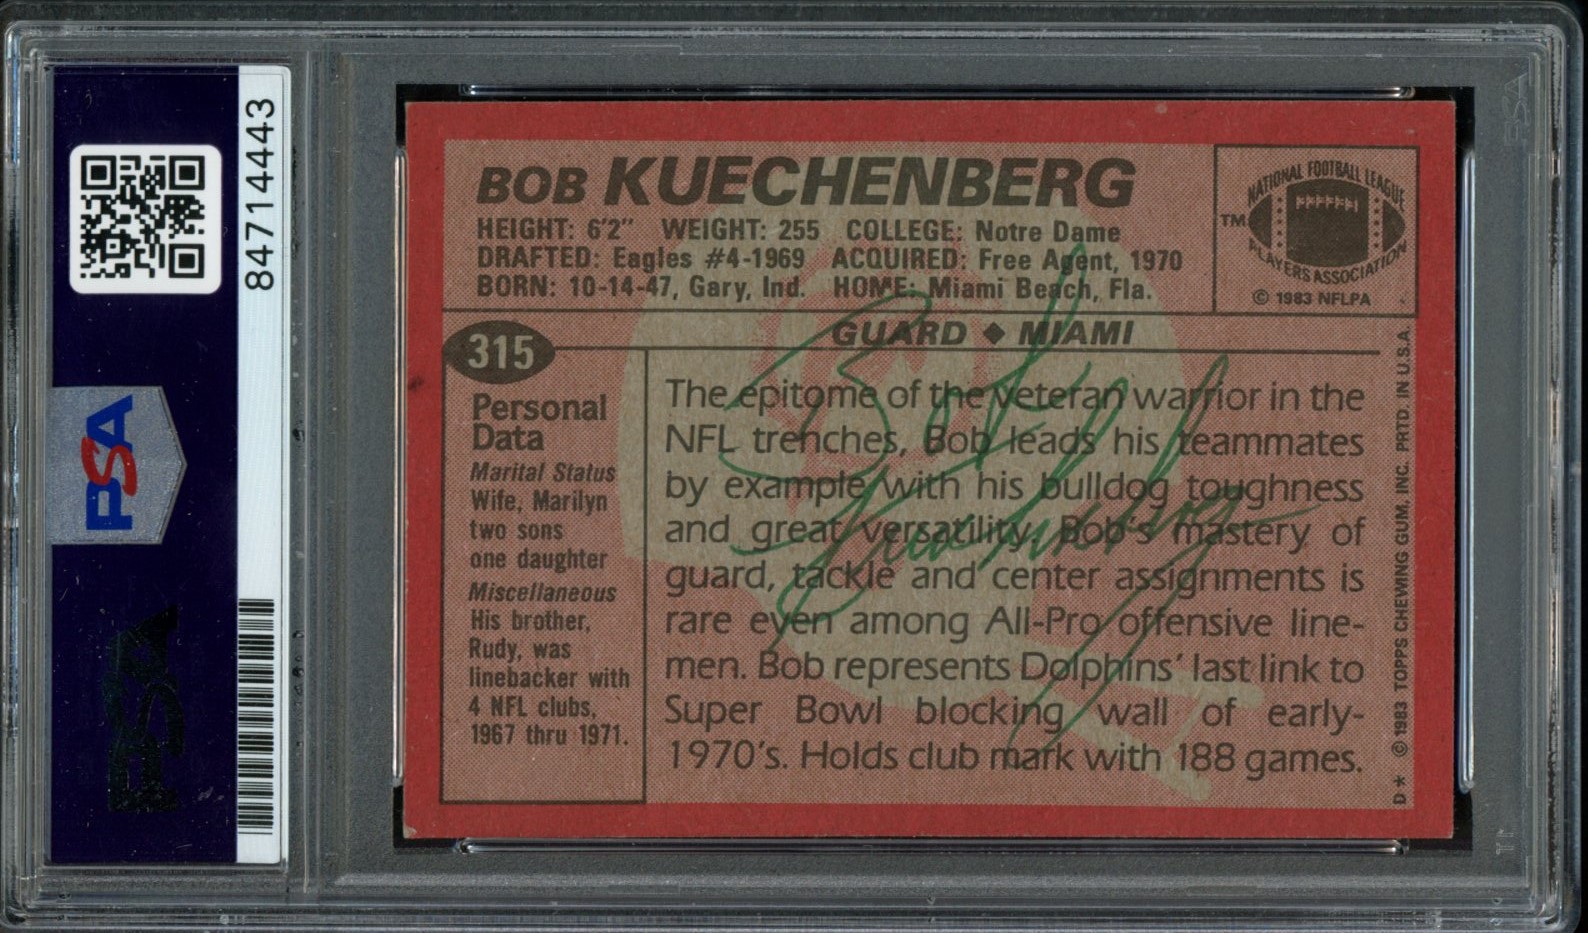 84714443
PSA
PSA
BOB KUECHENBERG
HEIGHT: 6'2" WEIGHT: 255 COLLEGE: Notre Dame
DRAFTED: Eagles #4-1969 ACQUIRED: Free Agent, 1970
BORN: 10-14-47, Gary, Ind. HOME: Miami Beach, Fla.
NATIONAL FOOTBALL LEAGUE
TM
PLAYERS ASSOCIATION
© 1983 NFLPA
315
GUARD ◆ MIAMI
Personal
Data
Marital Status
Wife, Marilyn
two sons
one daughter
Miscellaneous
His brother,
Rudy, was
linebacker with
4 NFL clubs,
1967 thru 1971.
The epitome of the veteran warrior in the
NFL trenches, Bob leads his teammates
by example with his bulldog toughness
and great versatility. Bob's mastery of
guard, tackle and center assignments is
rare even among All-Pro offensive line-
men. Bob represents Dolphins' last link to
Super Bowl blocking wall of early-
1970's. Holds club mark with 188 games.
Bob
Kuechenberg
D* © 1983 TOPPS CHEWING GUM, INC. PRTD. IN U.S.A.
PSA